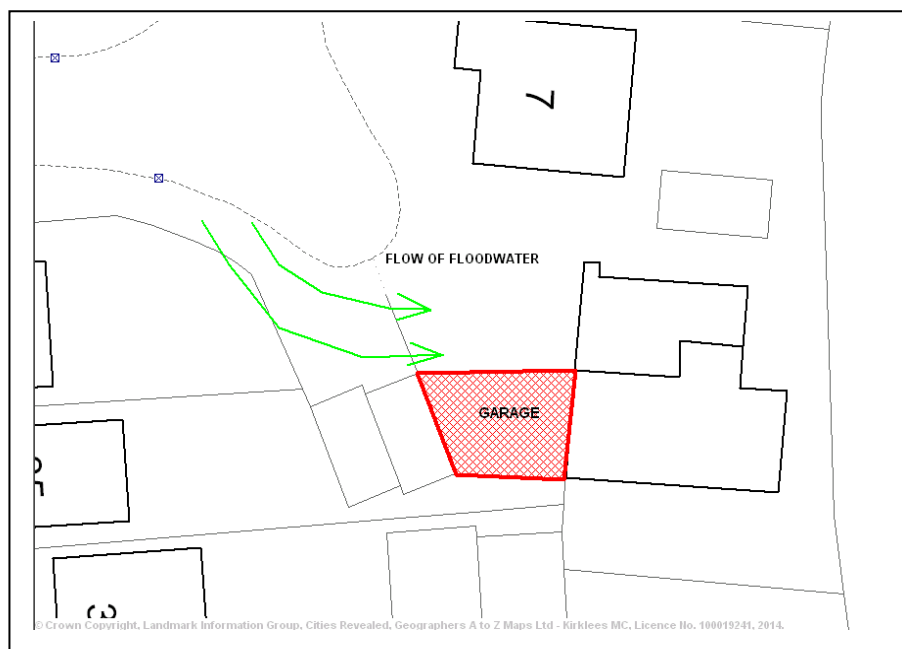 7
FLOW OF FLOODWATER
GARAGE
3
© Crown Copyright, Landmark Information Group, Cities Revealed, Geographers A to Z Maps Ltd - Kirklees MC, Licence No. 100019241, 2014.